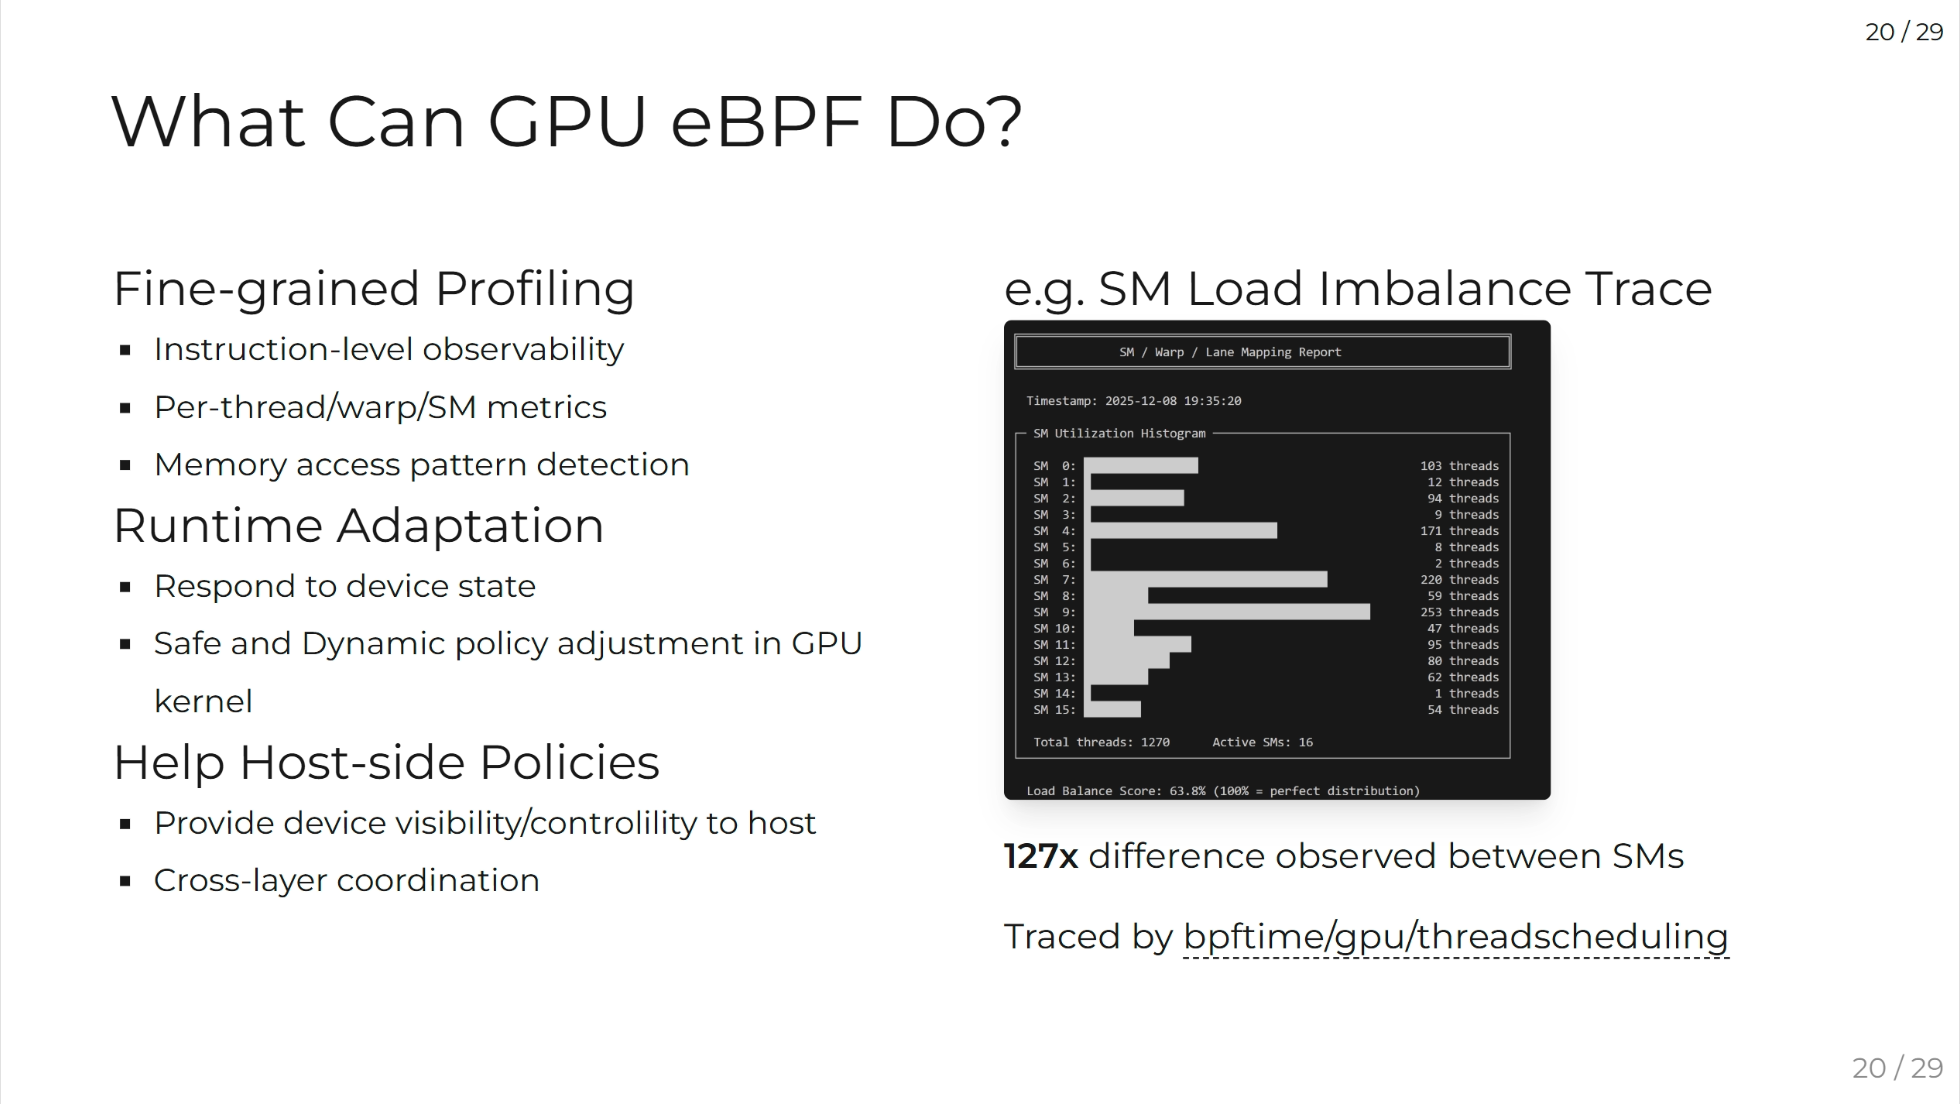 20 / 29
What Can GPU eBPF Do?
Fine-grained Profiling
▪ Instruction-level observability
▪ Per-thread/warp/SM metrics
▪ Memory access pattern detection
Runtime Adaptation
▪ Respond to device state
▪ Safe and Dynamic policy adjustment in GPU
kernel
Help Host-side Policies
▪ Provide device visibility/controlility to host
▪ Cross-layer coordination
e.g. SM Load Imbalance Trace
SM / Warp / Lane Mapping Report
Timestamp: 2025-12-08 19:35:20
SM Utilization Histogram
SM 0: 103 threads
SM 1: 12 threads
SM 2: 94 threads
SM 3: 9 threads
SM 4: 171 threads
SM 5: 8 threads
SM 6: 2 threads
SM 7: 220 threads
SM 8: 59 threads
SM 9: 253 threads
SM 10: 47 threads
SM 11: 95 threads
SM 12: 80 threads
SM 13: 62 threads
SM 14: 1 threads
SM 15: 54 threads
Total threads: 1270 Active SMs: 16
Load Balance Score: 63.8% (100% = perfect distribution)
127x difference observed between SMs
Traced by bpftime/gpu/threadscheduling
20 / 29